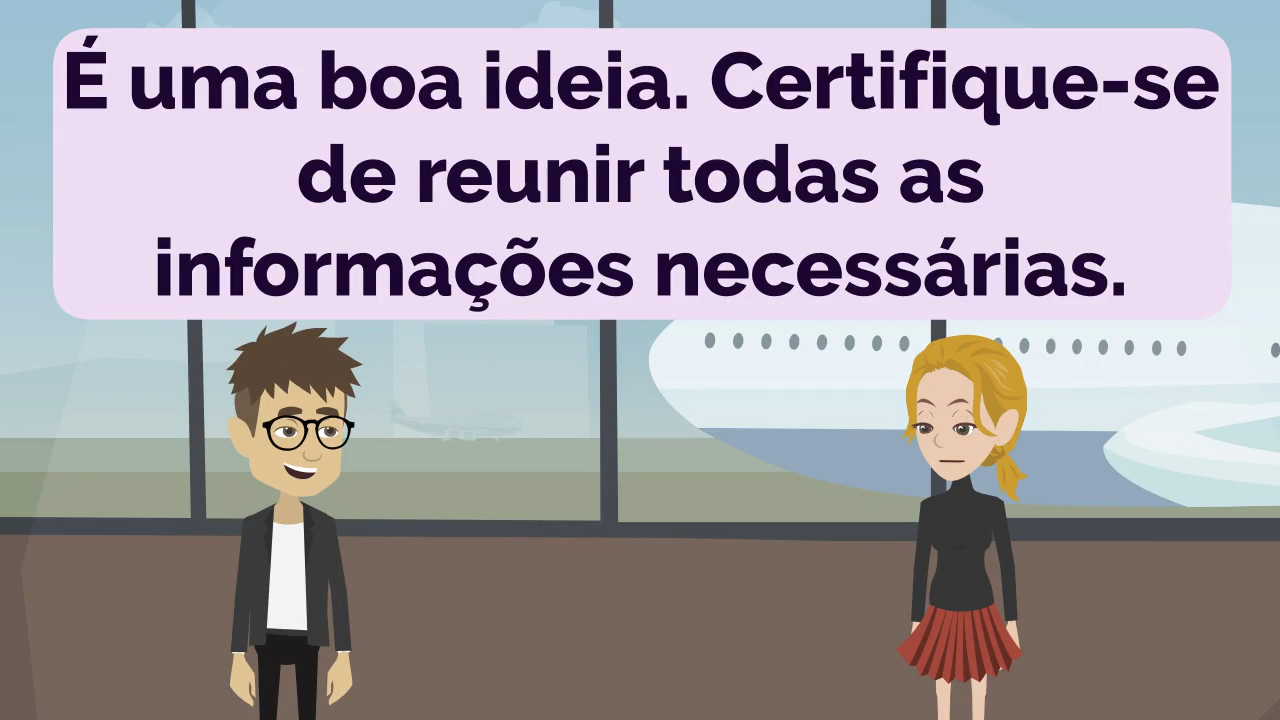 É uma boa ideia. Certifique-se
de reunir todas as
informações necessárias.